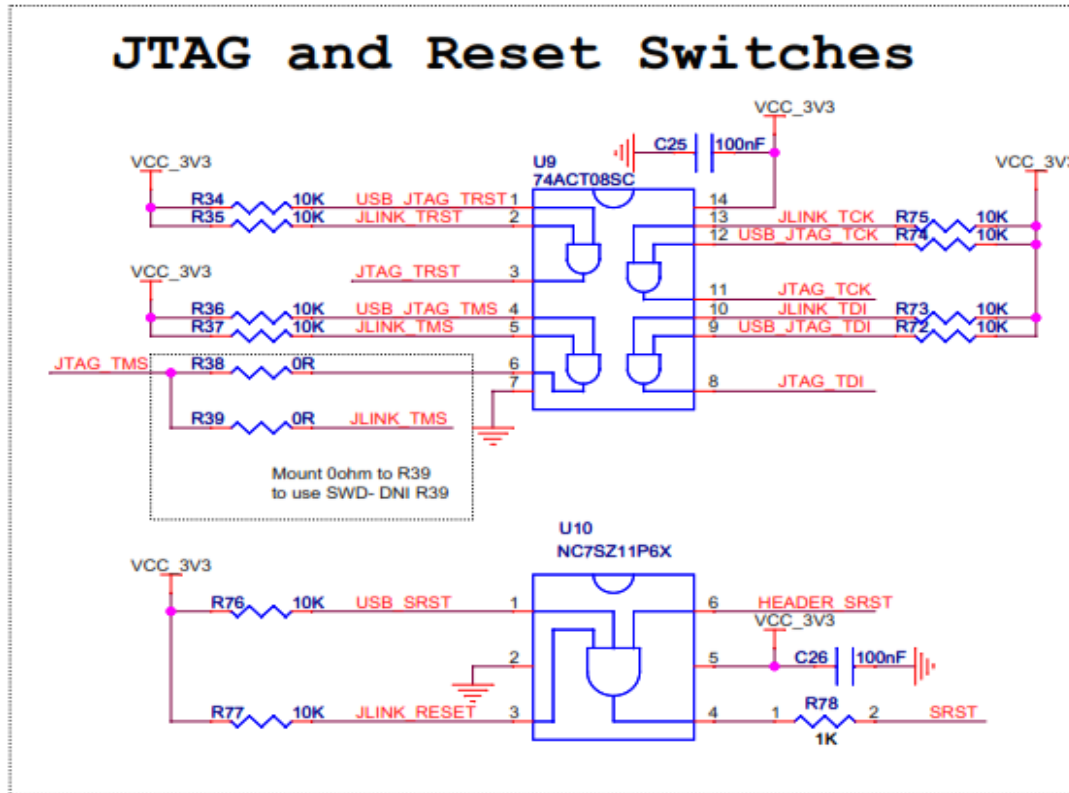 JTAG and Reset Switches
VCC_3V3
C25 100nF
VCC_3V3
U9
74ACT08SC
VCC_3V3
R34 10K USB_JTAG_TRST 1
14
R35 10K JLINK_TRST 2
13 JLINK_TCK R75 10K
12 USB_JTAG_TCK R74 10K
JTAG_TRST 3
VCC_3V3
11 JTAG_TCK
R36 10K USB_JTAG_TMS 4
10 JLINK_TDI R73 10K
R37 10K JLINK_TMS 5
9 USB_JTAG_TDI R72 10K
JTAG_TMS R38 0R 6
7
8 JTAG_TDI
R39 0R JLINK_TMS
Mount 0ohm to R39
to use SWD- DNI R39
U10
NC7SZ11P6X
VCC_3V3
R76 10K USB_SRST 1
6 HEADER_SRST
VCC_3V3
2
5 C26 100nF
R77 10K JLINK_RESET 3
4 1 R78 2 SRST
1K